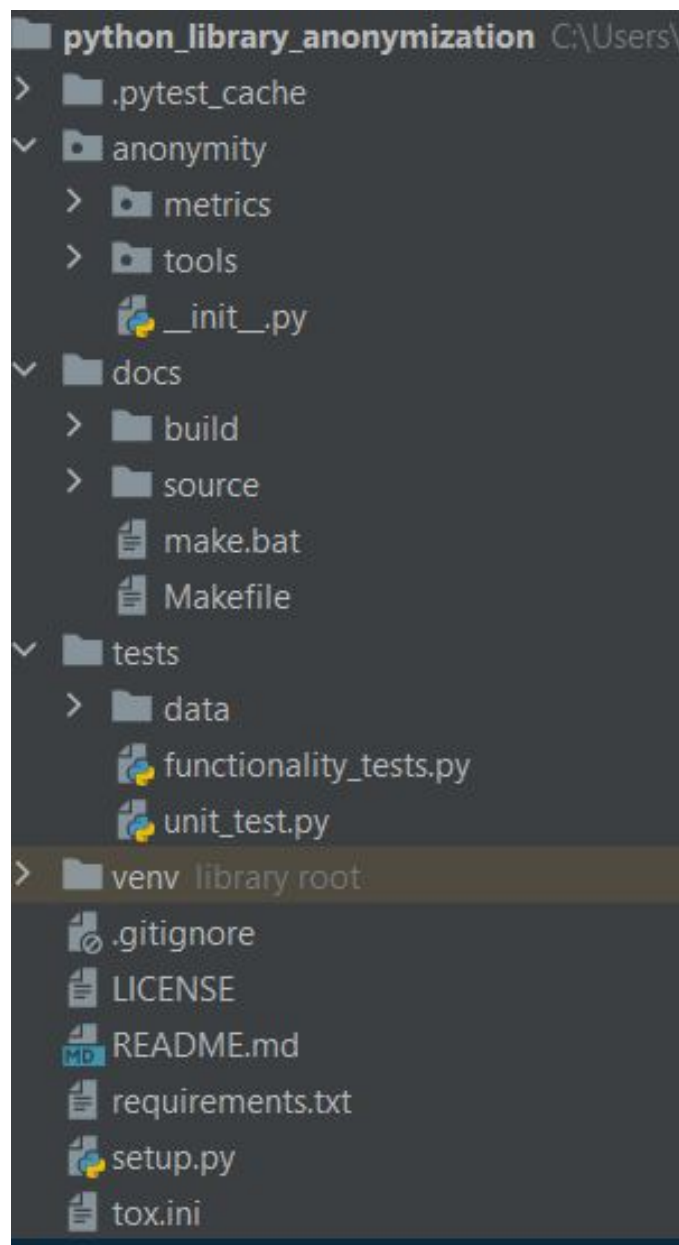 python_library_anonymization C:\Users\
.pytest_cache
anonymity
metrics
tools
__init__.py
docs
build
source
make.bat
Makefile
tests
data
functionality_tests.py
unit_test.py
venv library root
.gitignore
LICENSE
MD README.md
requirements.txt
setup.py
tox.ini